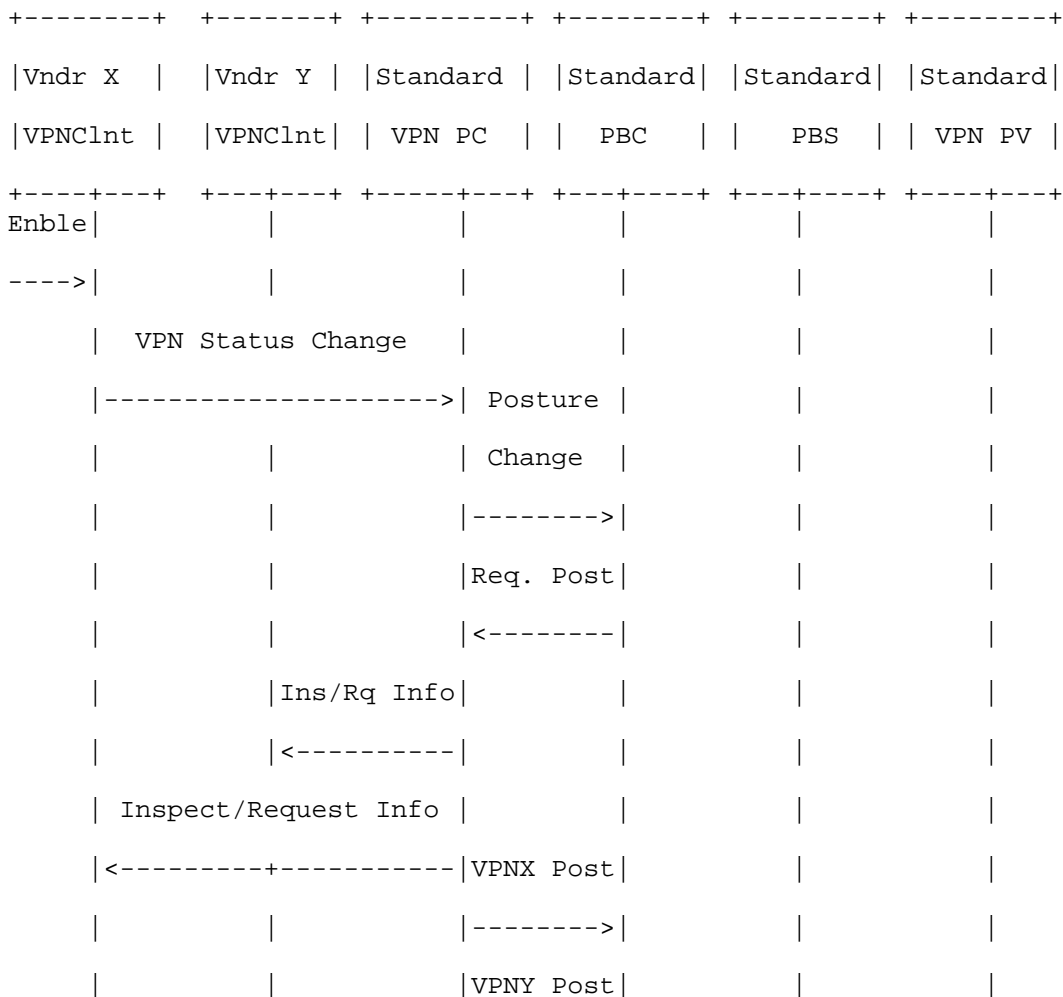 +--------+  +-------+ +---------+ +--------+ +--------+ +--------+
|Vndr X  |  |Vndr Y | |Standard | |Standard| |Standard| |Standard|
|VPNClnt |  |VPNClnt| | VPN PC  | |  PBC   | |   PBS  | | VPN PV |
+----+---+  +---+---+ +-----+---+ +---+----+ +---+----+ +----+---+
Enble|          |           |         |          |           |
---->|          |           |         |          |           |
     |  VPN Status Change   |         |          |           |
     |--------------------->| Posture |          |           |
     |          |           | Change  |          |           |
     |          |           |-------->|          |           |
     |          |           |Req. Post|          |           |
     |          |           |<--------|          |           |
     |          |Ins/Rq Info|         |          |           |
     |          |<----------|         |          |           |
     | Inspect/Request Info |         |          |           |
     |<---------+-----------|VPNX Post|          |           |
     |          |           |-------->|          |           |
     |          |           |VPNY Post|          |           |